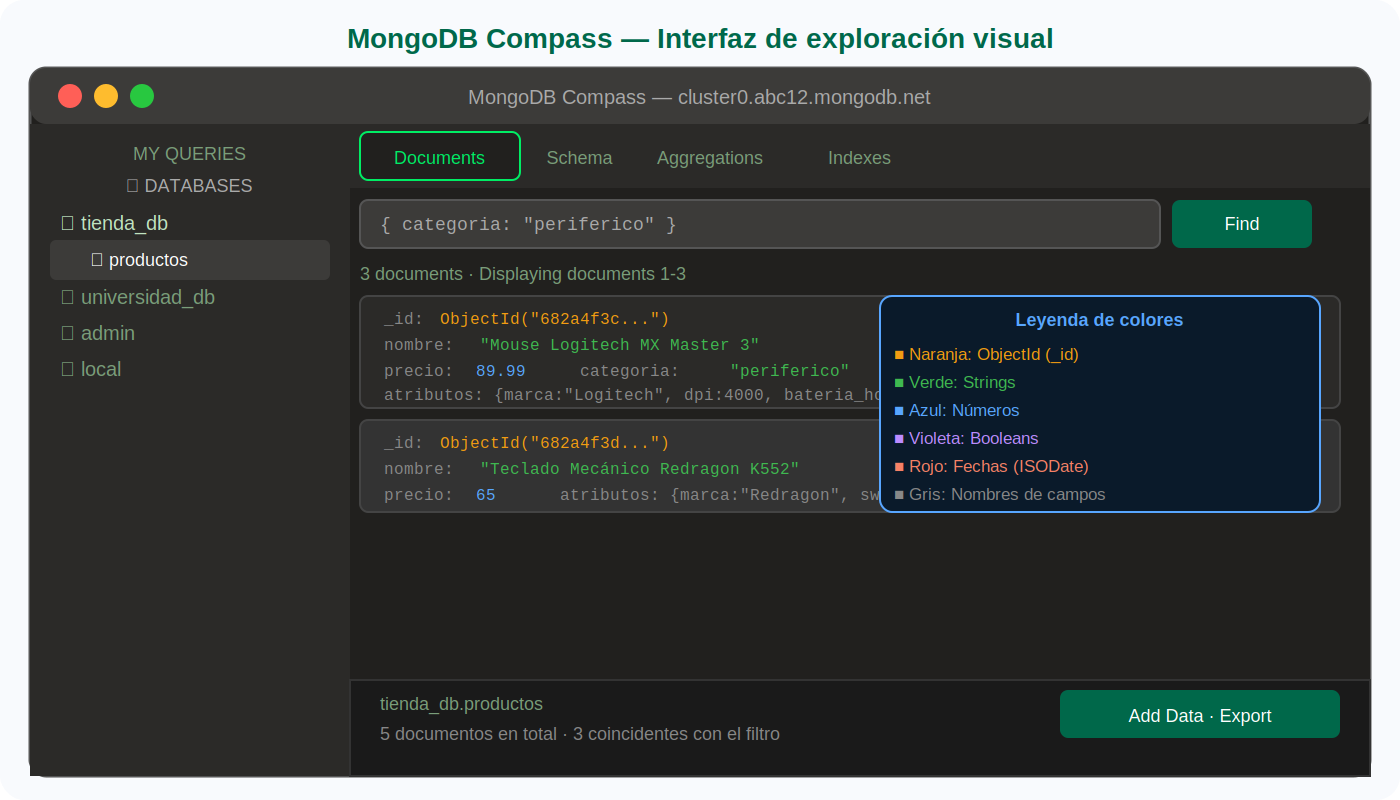 MongoDB Compass — Interfaz de exploración visual
MongoDB Compass — cluster0.abc12.mongodb.net
MY QUERIES
DATABASES
tienda_db
productos
universidad_db
admin
local
Documents Schema Aggregations Indexes
{ categoria: "periferico" }
Find
3 documents · Displaying documents 1-3
_id: ObjectId("682a4f3c...")
nombre: "Mouse Logitech MX Master 3"
precio: 89.99 categoria: "periferico"
atributos: {marca:"Logitech", dpi:4000,
_id: ObjectId("682a4f3d...")
nombre: "Teclado Mecánico Redragon K552"
precio: 65 atributos: {marca:"Redragon",
Leyenda de colores
Naranja: ObjectId (_id)
Verde: Strings
Azul: Números
Violeta: Booleans
Rojo: Fechas (ISODate)
Gris: Nombres de campos
tienda_db.productos
5 documentos en total · 3 coincidentes con el filtro
Add Data · Export